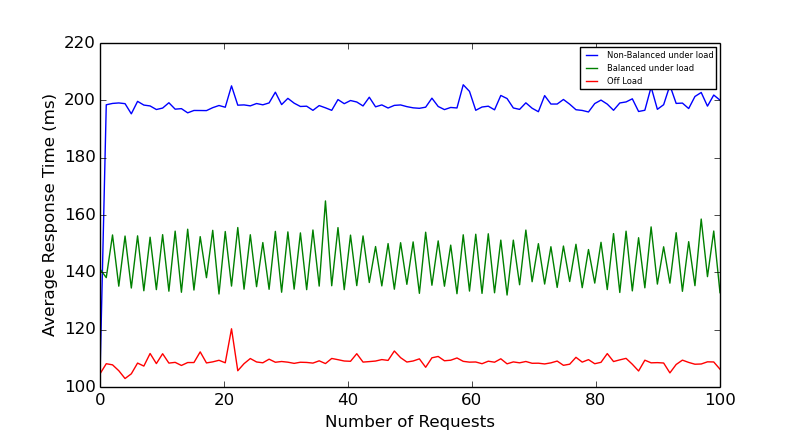 220
200
180
160
140
120
100
Average Response Time (ms)
0
20
40
60
80
100
Number of Requests
Non-Balanced under load
Balanced under load
Off Load